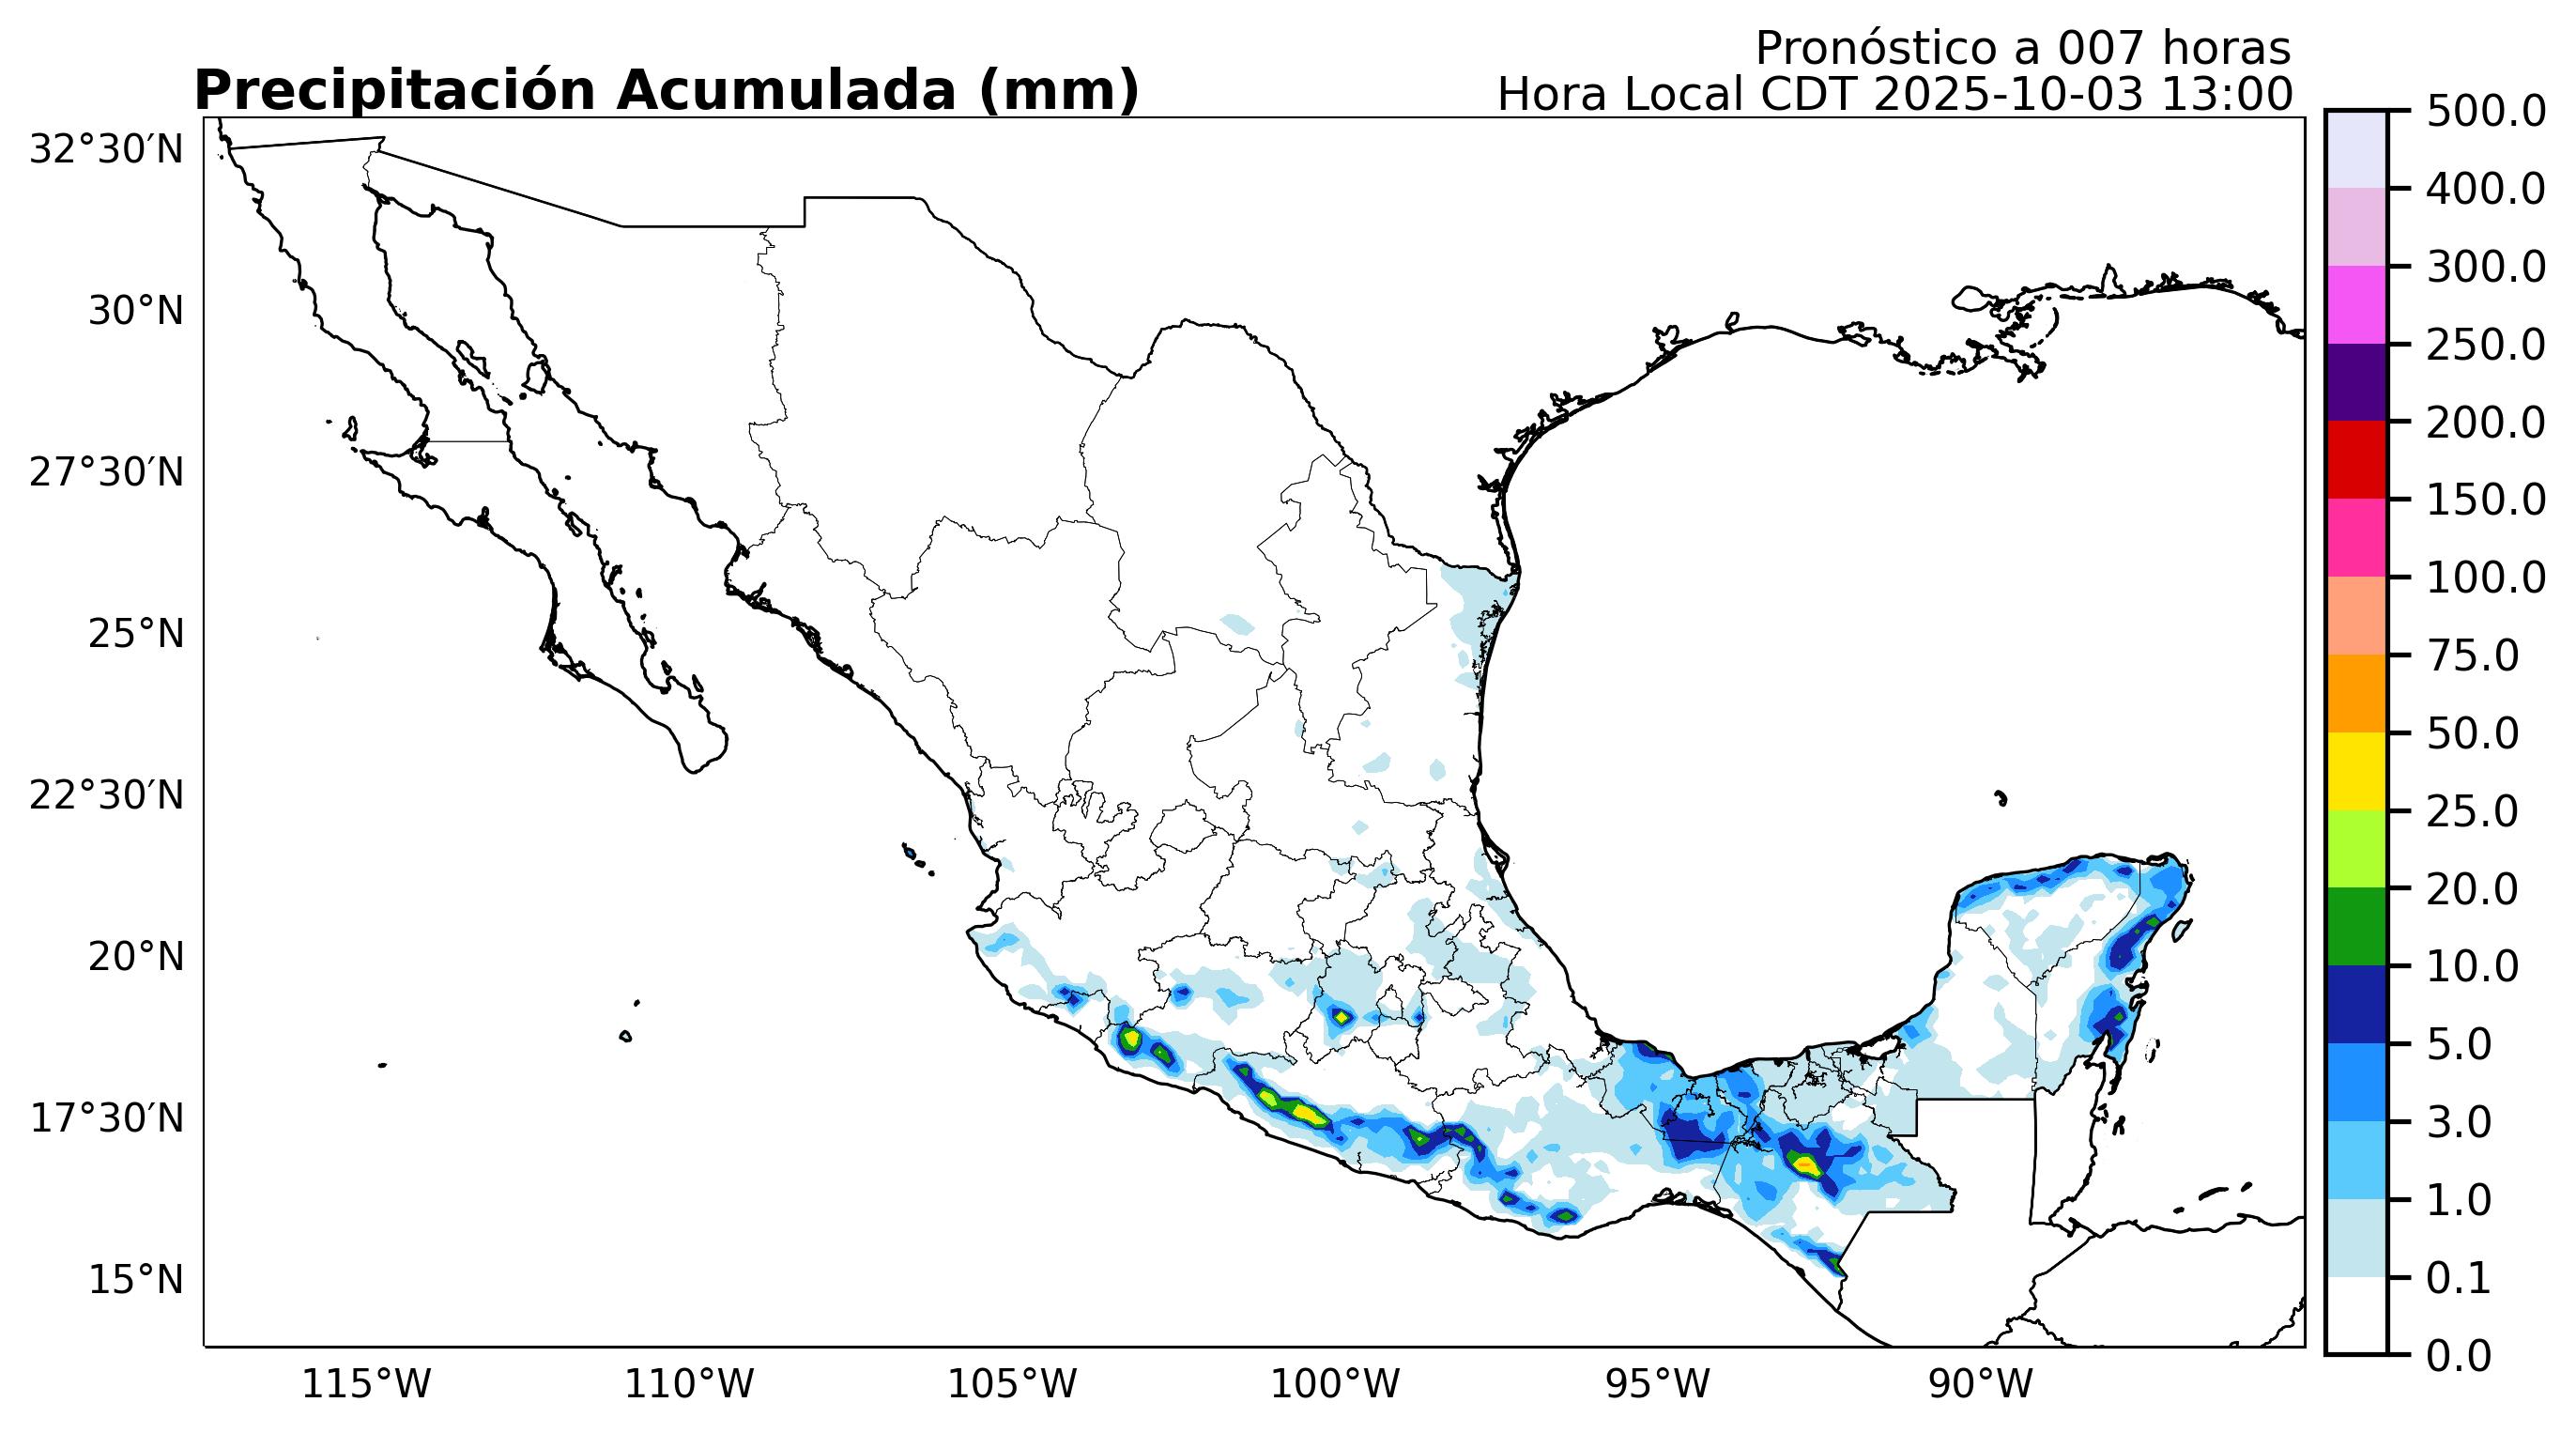 Pronóstico a 007 horas
Precipitación Acumulada (mm)
Hora Local CDT 2025-10-03 13:00
32°30′N
30°N
27°30′N
25°N
22°30′N
20°N
17°30′N
15°N
115°W
110°W
105°W
100°W
95°W
90°W
500.0
400.0
300.0
250.0
200.0
150.0
100.0
75.0
50.0
25.0
20.0
10.0
5.0
3.0
1.0
0.1
0.0